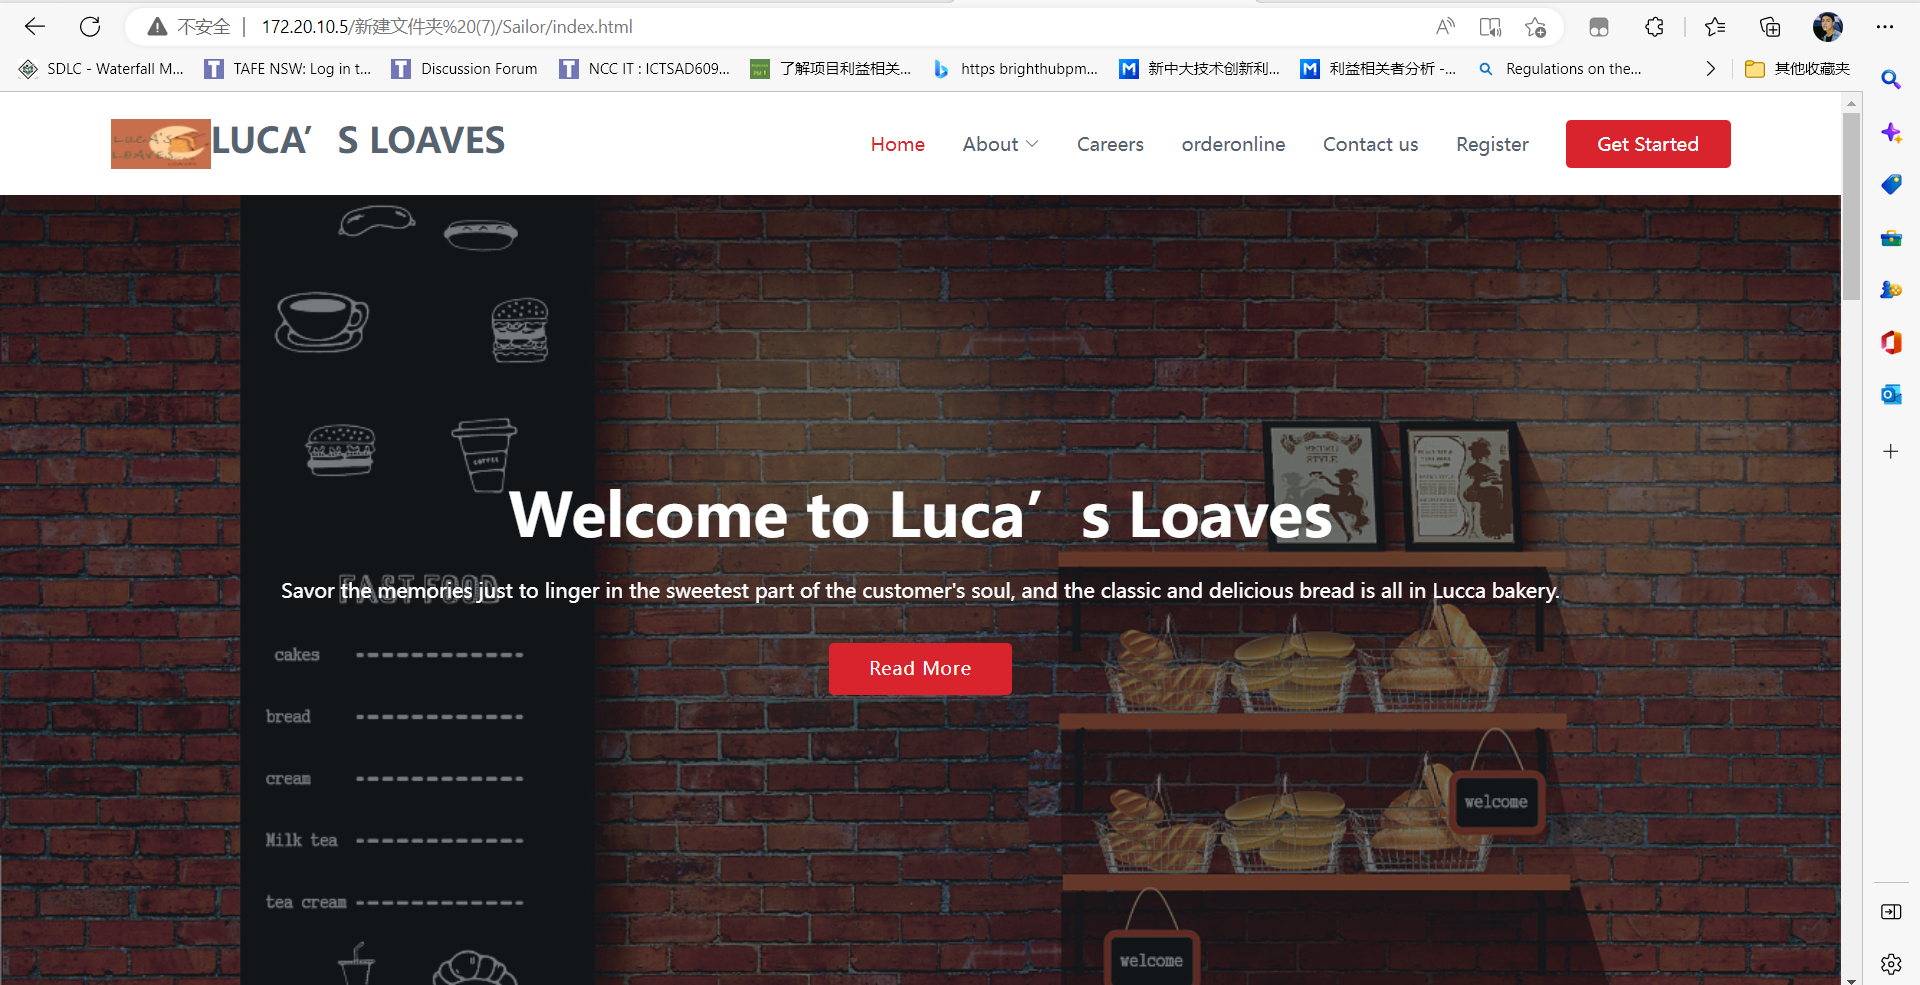 不安全 172.20.10.5/新建文件夹%20(7)/Sailor/index.html
SDLC - Waterfall M... TAFE NSW: Log in t... Discussion Forum NCC IT : ICTSAD609... 了解项目利益相关... https brighthubpm... 新中大技术创新利... 利益相关者分析 -... Regulations on the... 其他收藏夹
LUCA'S LOAVES
LUCA’S LOAVES
Home About Careers orderonline Contact us Register Get Started
COFFEE
Welcome to Luca’s Loaves
FAST FOOD
Savor the memories just to linger in the sweetest part of the customer's soul, and the classic and delicious bread is all in Lucca bakery.
cakes
Read More
bread
cream
welcome
Milk tea
tea cream
welcome